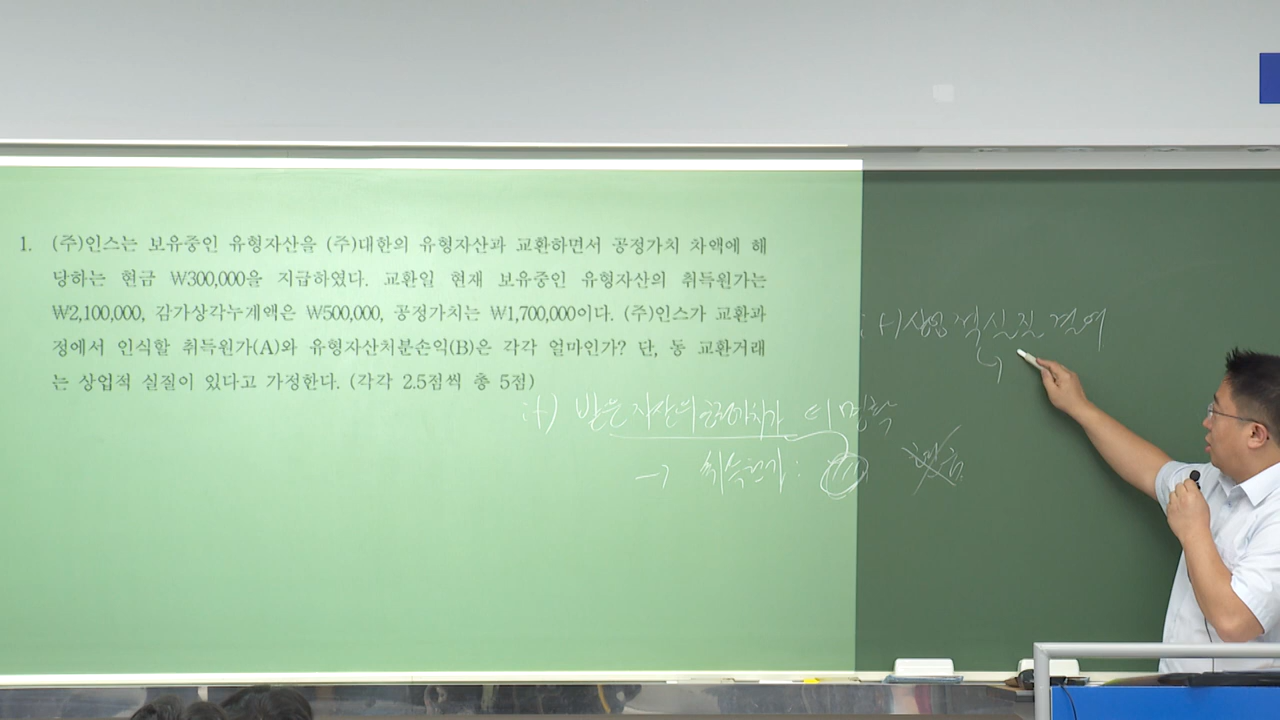 1. (주)인스는 보유중인 유형자산을 (주)대한의 유형자산과 교환하면서 공정가치 차액에 해
당하는 현금 ₩300,000을 지급하였다. 교환일 현재 보유중인 유형자산의 취득원가는
₩2,100,000, 감가상각누계액은 ₩500,000, 공정가치는 ₩1,700,000이다. (주)인스가 교환과
정에서 인식할 취득원가(A)와 유형자산처분손익(B)은 각각 얼마인가? 단, 동 교환거래
는 상업적 실질이 있다고 가정한다. (각각 2.5점씩 총 5점)
if) 상업적 실질 결여
if) 받은 자산의 공정가치가 더 명확
→ 취득원가: